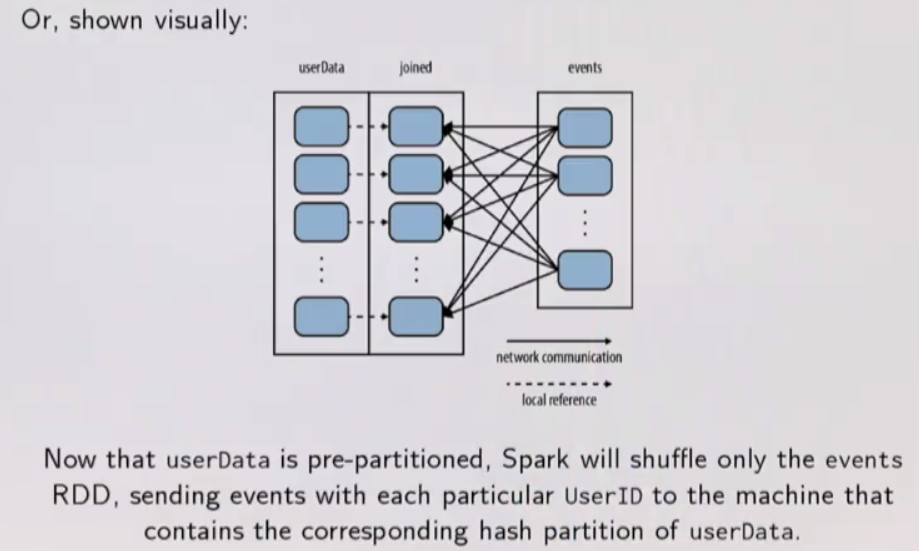 Or, shown visually:
userData joined events
network communication
local reference
Now that userData is pre-partitioned, Spark will shuffle only the events
RDD, sending events with each particular UserID to the machine that
contains the corresponding hash partition of userData.